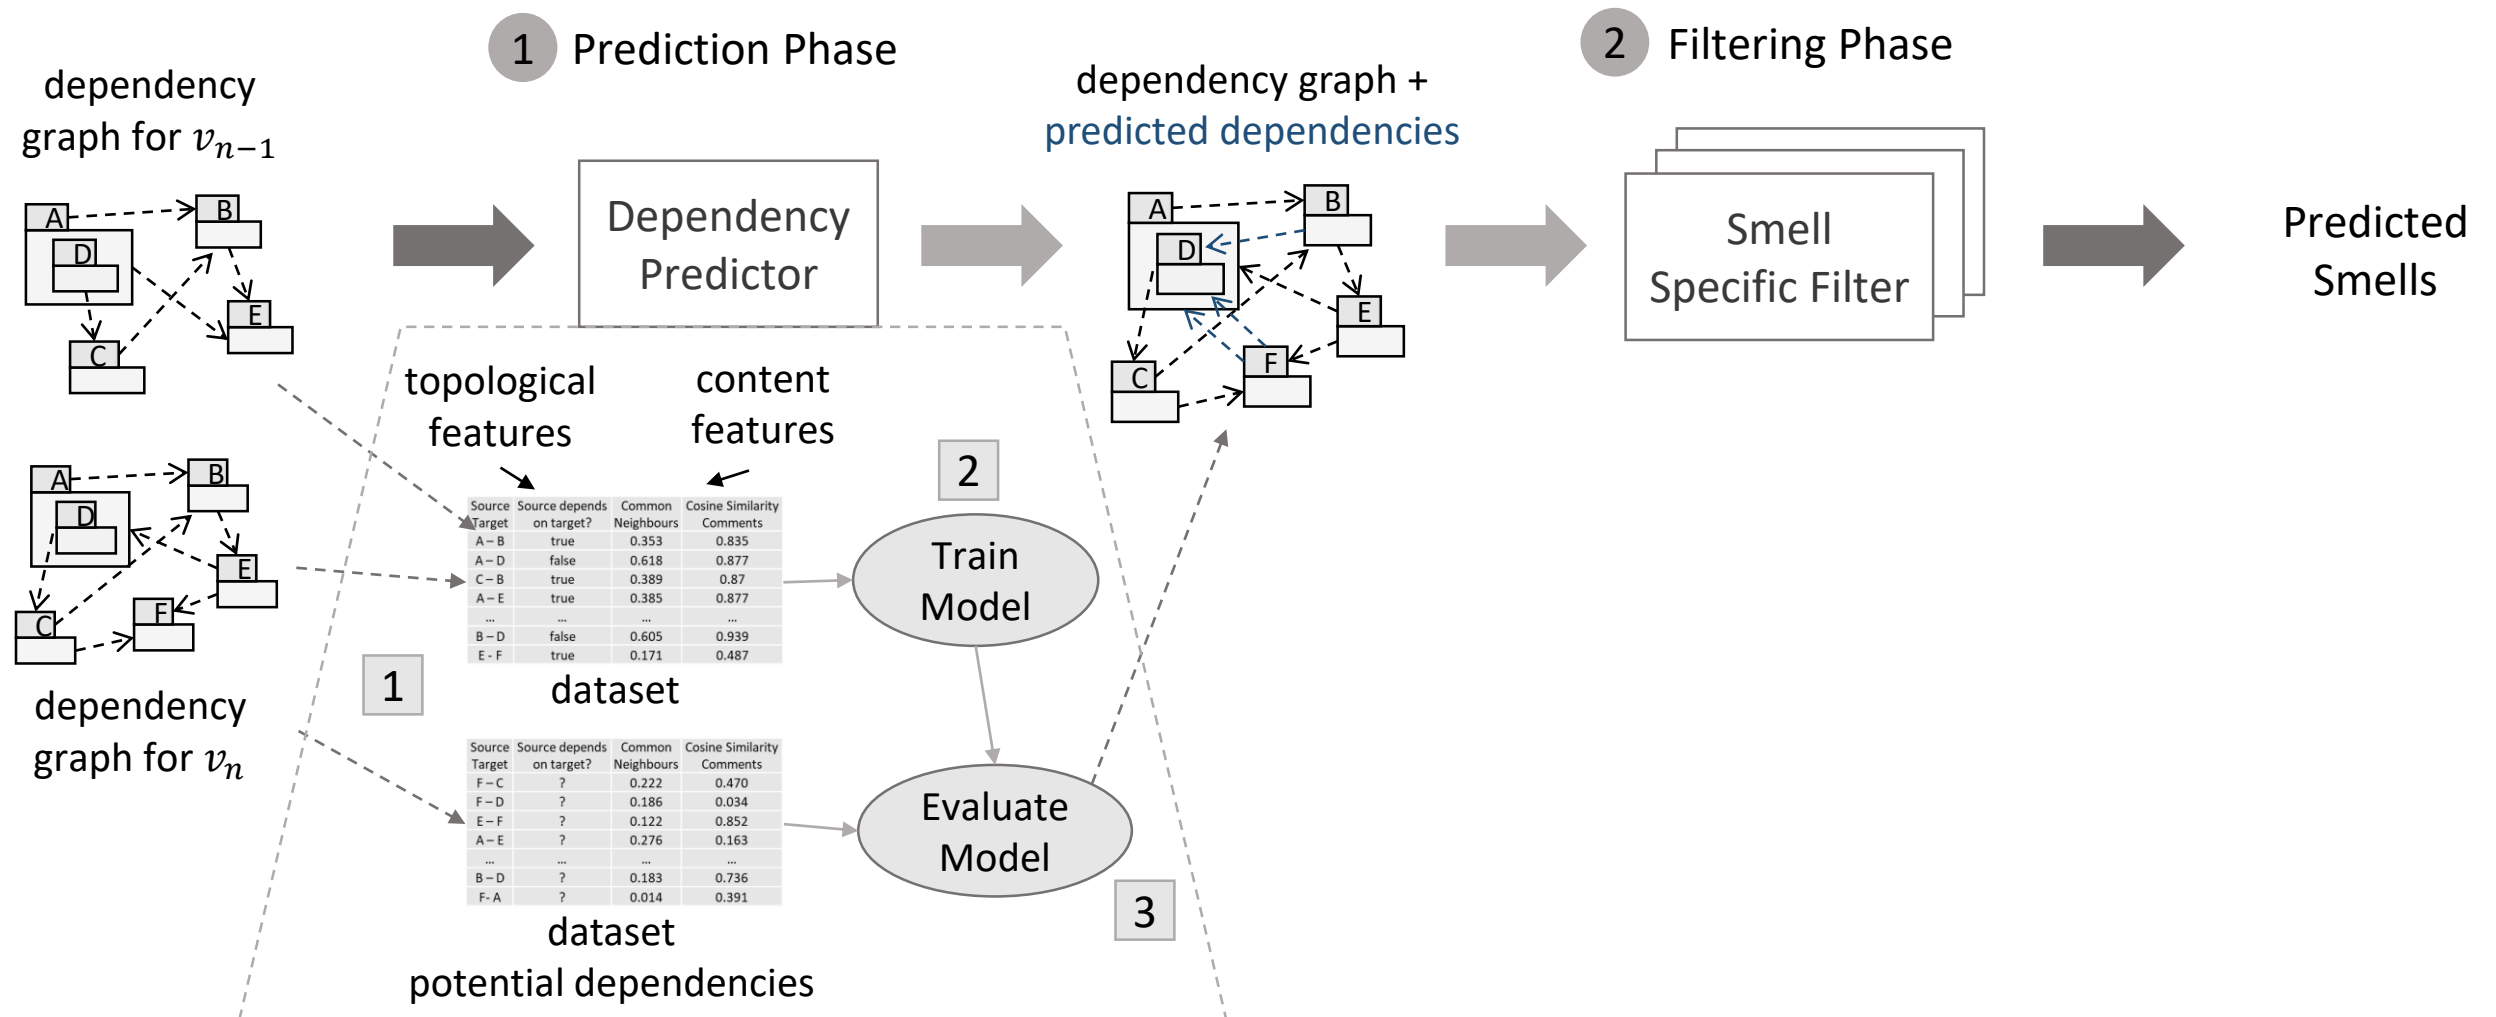 1 Prediction Phase
2 Filtering Phase
dependency
graph for vₙ₋₁
A
B
D
E
C
Dependency
Predictor
dependency graph +
predicted dependencies
A
B
D
E
F
C
Smell
Specific Filter
Predicted
Smells
A
B
D
E
F
C
dependency
graph for vₙ
topological
features
content
features
1
Source Source depends Common Cosine Similarity
Target on target? Neighbours Comments
A – B true 0.353 0.835
A – D false 0.618 0.877
C – B true 0.389 0.87
A – E true 0.385 0.877
... ... ... ...
B – D false 0.605 0.939
E - F true 0.171 0.487
dataset
2
Train
Model
Source Source depends Common Cosine Similarity
Target on target? Neighbours Comments
F – C ? 0.222 0.470
F – D ? 0.186 0.034
E – F ? 0.122 0.852
A – E ? 0.276 0.163
... ... ... ...
B – D ? 0.183 0.736
F- A ? 0.014 0.391
dataset
potential dependencies
Evaluate
Model
3